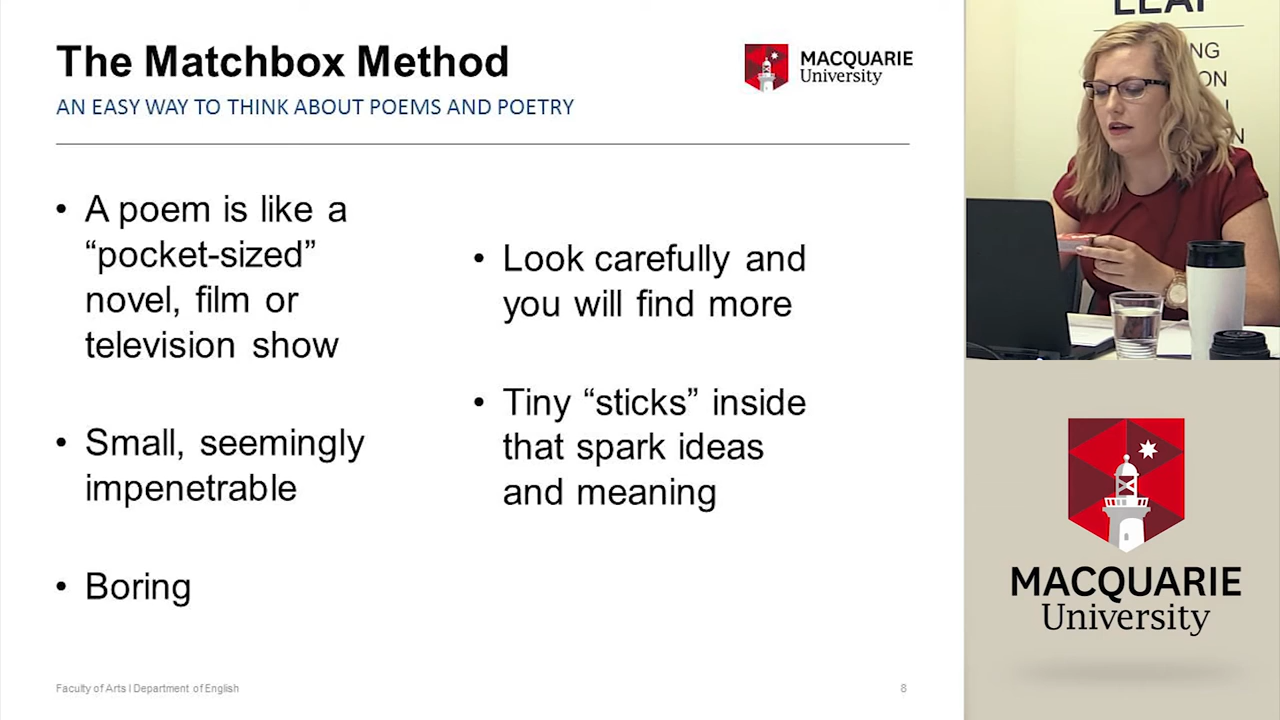 The Matchbox Method
AN EASY WAY TO THINK ABOUT POEMS AND POETRY
MACQUARIE
University
• A poem is like a
“pocket-sized”
novel, film or
television show
• Small, seemingly
impenetrable
• Boring
• Look carefully and
you will find more
• Tiny “sticks” inside
that spark ideas
and meaning
Faculty of Arts I Department of English
8
MACQUARIE
University